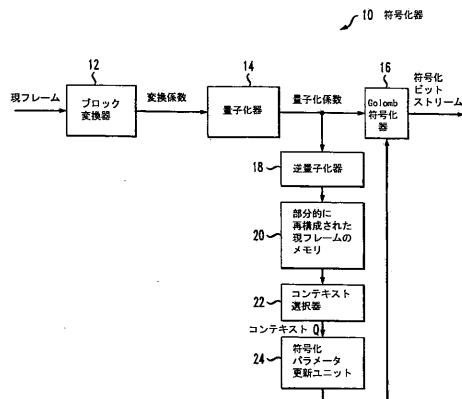 10 符号化器
12
14
16
現フレーム
ブロック
変換器
変換係数
量子化器
量子化係数
Golomb
符号化
器
符号化
ビット
ストリーム
18
逆量子化器
20
部分的に
再構成された
現フレームの
メモリ
22
コンテキスト
選択器
コンテキスト Q
24
符号化
パラメータ
更新ユニット